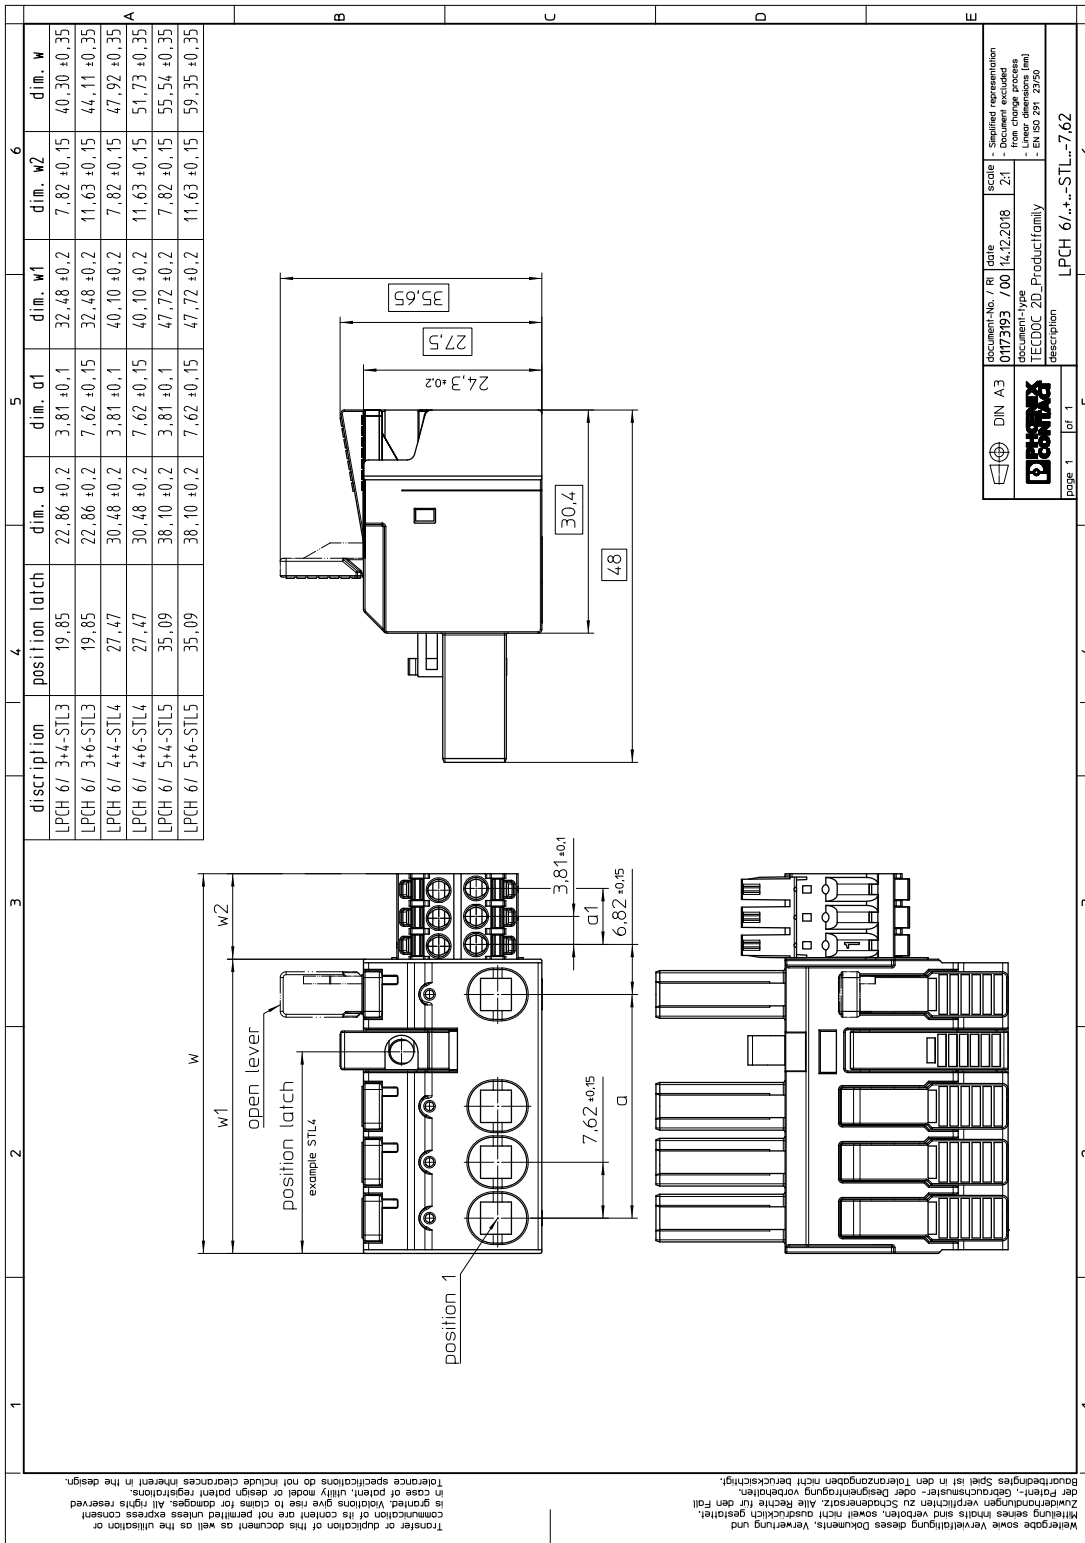 discription position latch dim. a dim. a1 dim. w1 dim. w2 dim. w
LPCH 6/ 3+4-STL3 19,85 22,86 ±0,2 3,81 ±0,1 32,48 ±0,2 7,82 ±0,15 40,30 ±0,35
LPCH 6/ 3+6-STL3 19,85 22,86 ±0,2 7,62 ±0,15 32,48 ±0,2 11,63 ±0,15 44,11 ±0,35
LPCH 6/ 4+4-STL4 27,47 30,48 ±0,2 3,81 ±0,1 40,10 ±0,2 7,82 ±0,15 47,92 ±0,35
LPCH 6/ 4+6-STL4 27,47 30,48 ±0,2 7,62 ±0,15 40,10 ±0,2 11,63 ±0,15 51,73 ±0,35
LPCH 6/ 5+4-STL5 35,09 38,10 ±0,2 3,81 ±0,1 47,72 ±0,2 7,82 ±0,15 55,54 ±0,35
LPCH 6/ 5+6-STL5 35,09 38,10 ±0,2 7,62 ±0,15 47,72 ±0,2 11,63 ±0,15 59,35 ±0,35
w
w1
w2
open lever
position latch
example STL4
position 1
7,62 ±0,15
a
3,81 ±0,1
a1
6,82 ±0,15
1
35,65
27,5
24,3 ±0,2
30,4
48
DIN A3
PHOENIX
CONTACT
page 1 of 1
document-No. / RI
01173193 / 00
date
14.12.2018
scale
2:1
- Simplified representation
- Document excluded
from change process
- Linear dimensions [mm]
- EN ISO 291 23/50
document-type
TECDOC 2D_Productfamily
description
LPCH 6/..+..-STL..-7,62
Transfer or duplication of this document as well as the utilisation or
communication of its content are not permitted unless express consent
is granted. Violations give rise to claims for damages. All rights reserved
in case of patent, utility model or design patent registrations.
Tolerance specifications do not include clearances inherent in the design.
Weitergabe sowie Vervielfältigung dieses Dokuments, Verwertung und
Mitteilung seines Inhalts sind verboten, soweit nicht ausdrücklich gestattet.
Zuwiderhandlungen verpflichten zu Schadenersatz. Alle Rechte für den Fall
der Patent-, Gebrauchsmuster- oder Designeintragung vorbehalten.
Bauartbedingtes Spiel ist in den Toleranzangaben nicht berücksichtigt.
1 2 3 4 5 6
A
B
C
D
E
1 2 3 4 5 6